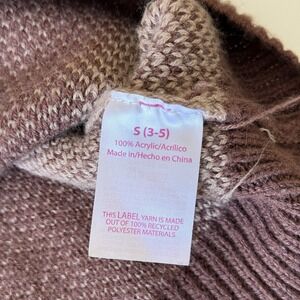 S (3-5)
100% Acrylic/Acrílico
Made in/Hecho en China
THIS LABEL YARN IS MADE
OUT OF 100% RECYCLED
POLYESTER MATERIALS.